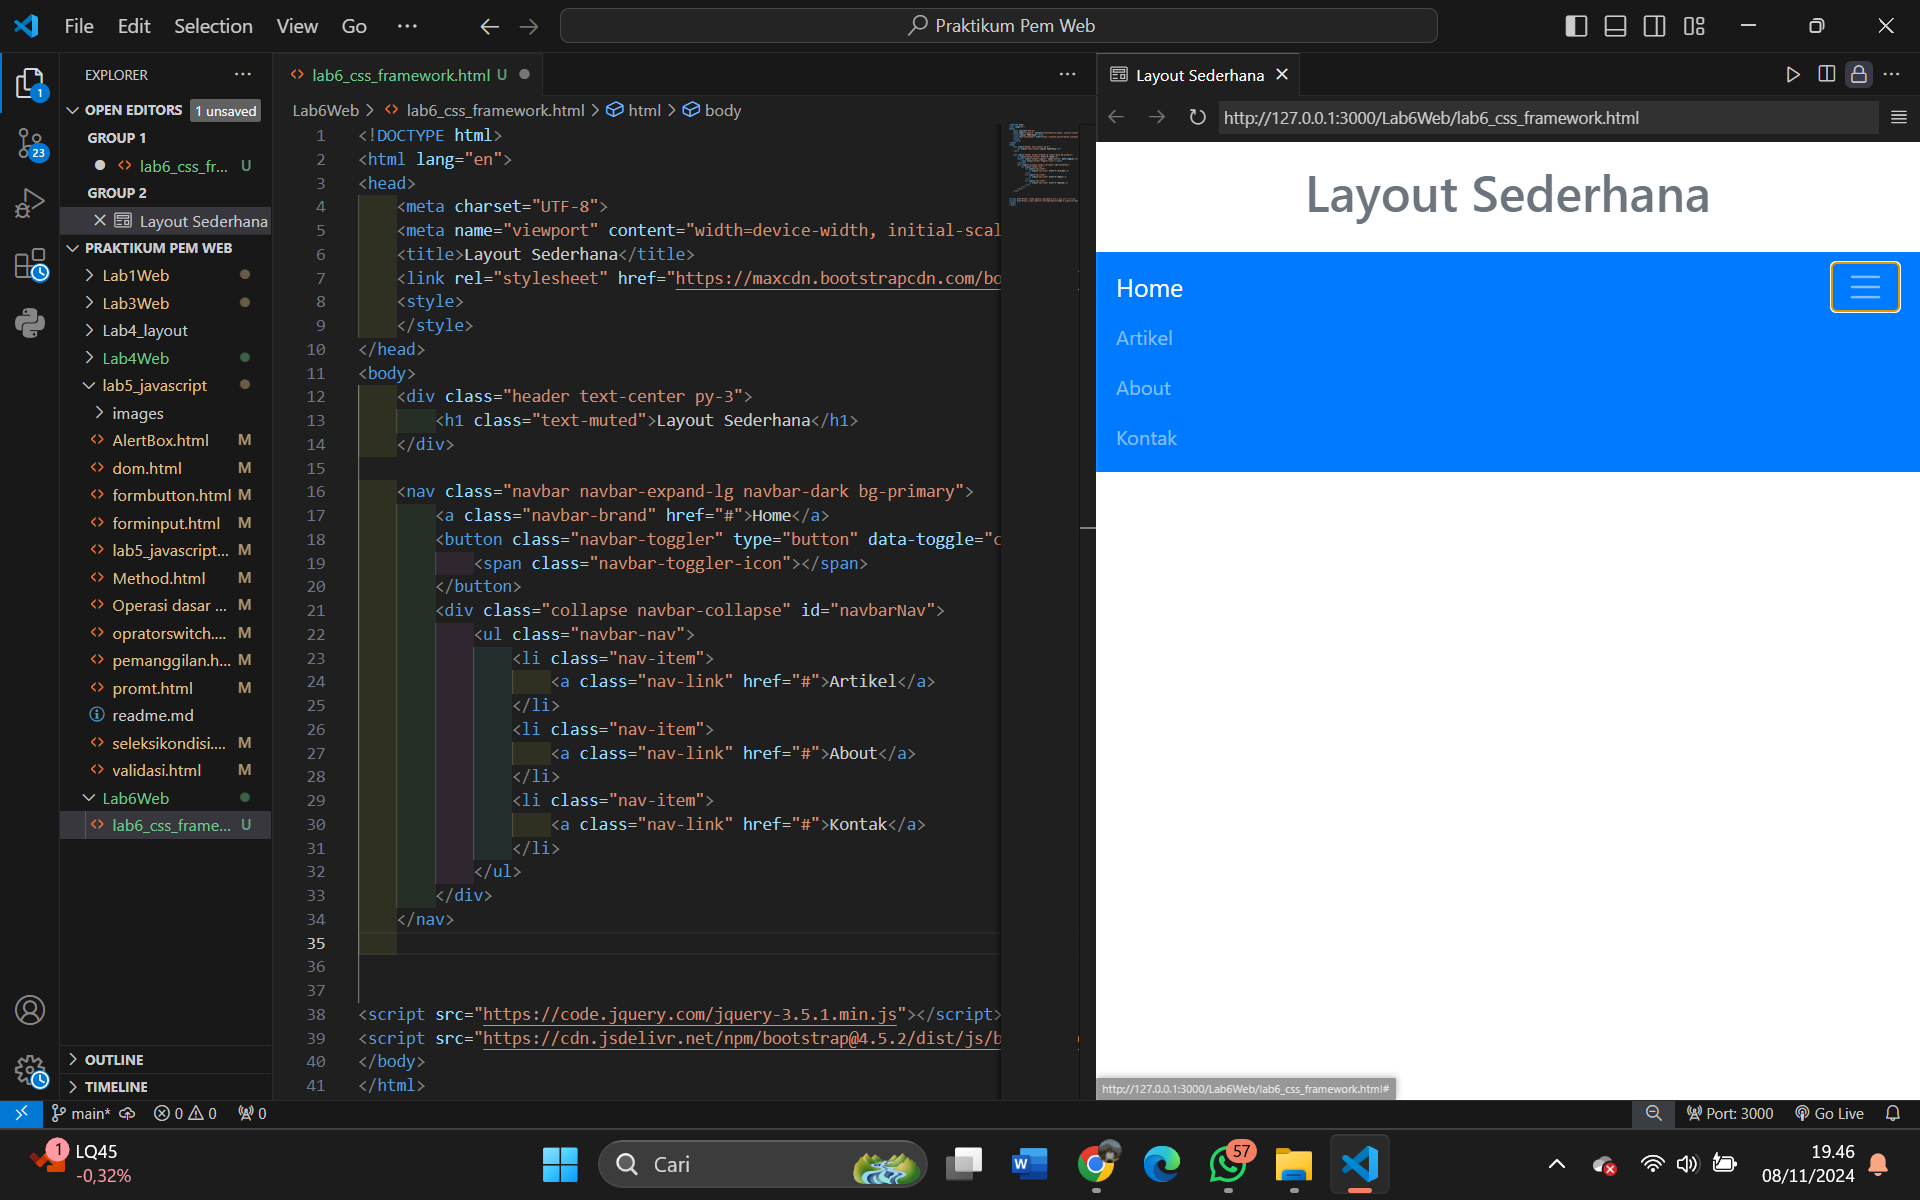 File Edit Selection View Go ··· Praktikum Pem Web
EXPLORER ···
OPEN EDITORS 1 unsaved
GROUP 1
lab6_css_fr... U
GROUP 2
Layout Sederhana
PRAKTIKUM PEM WEB
Lab1Web
Lab3Web
Lab4_layout
Lab4Web
lab5_javascript
images
AlertBox.html M
dom.html M
formbutton.html M
forminput.html M
lab5_javascript... M
Method.html M
Operasi dasar ... M
opratorswitch.... M
pemanggilan.h... M
promt.html M
readme.md
seleksikondisi.... M
validasi.html M
Lab6Web
lab6_css_frame... U
OUTLINE
TIMELINE
1
23
lab6_css_framework.html U
Lab6Web > lab6_css_framework.html > html > body
1 <!DOCTYPE html>
2 <html lang="en">
3 <head>
4 <meta charset="UTF-8">
5 <meta name="viewport" content="width=device-width, initial-scal
6 <title>Layout Sederhana</title>
7 <link rel="stylesheet" href="https://maxcdn.bootstrapcdn.com/bo
8 <style>
9 </style>
10 </head>
11 <body>
12 <div class="header text-center py-3">
13 <h1 class="text-muted">Layout Sederhana</h1>
14 </div>
15
16 <nav class="navbar navbar-expand-lg navbar-dark bg-primary">
17 <a class="navbar-brand" href="#">Home</a>
18 <button class="navbar-toggler" type="button" data-toggle="c
19 <span class="navbar-toggler-icon"></span>
20 </button>
21 <div class="collapse navbar-collapse" id="navbarNav">
22 <ul class="navbar-nav">
23 <li class="nav-item">
24 <a class="nav-link" href="#">Artikel</a>
25 </li>
26 <li class="nav-item">
27 <a class="nav-link" href="#">About</a>
28 </li>
29 <li class="nav-item">
30 <a class="nav-link" href="#">Kontak</a>
31 </li>
32 </ul>
33 </div>
34 </nav>
35
36
37
38 <script src="https://code.jquery.com/jquery-3.5.1.min.js"></script>
39 <script src="https://cdn.jsdelivr.net/npm/bootstrap@4.5.2/dist/js/b
40 </body>
41 </html>
Layout Sederhana
http://127.0.0.1:3000/Lab6Web/lab6_css_framework.html
Layout Sederhana
Home
Artikel
About
Kontak
http://127.0.0.1:3000/Lab6Web/lab6_css_framework.html#
main* 0 0 0 Port: 3000 Go Live
1 LQ45
-0,32%
Cari
57
19.46
08/11/2024